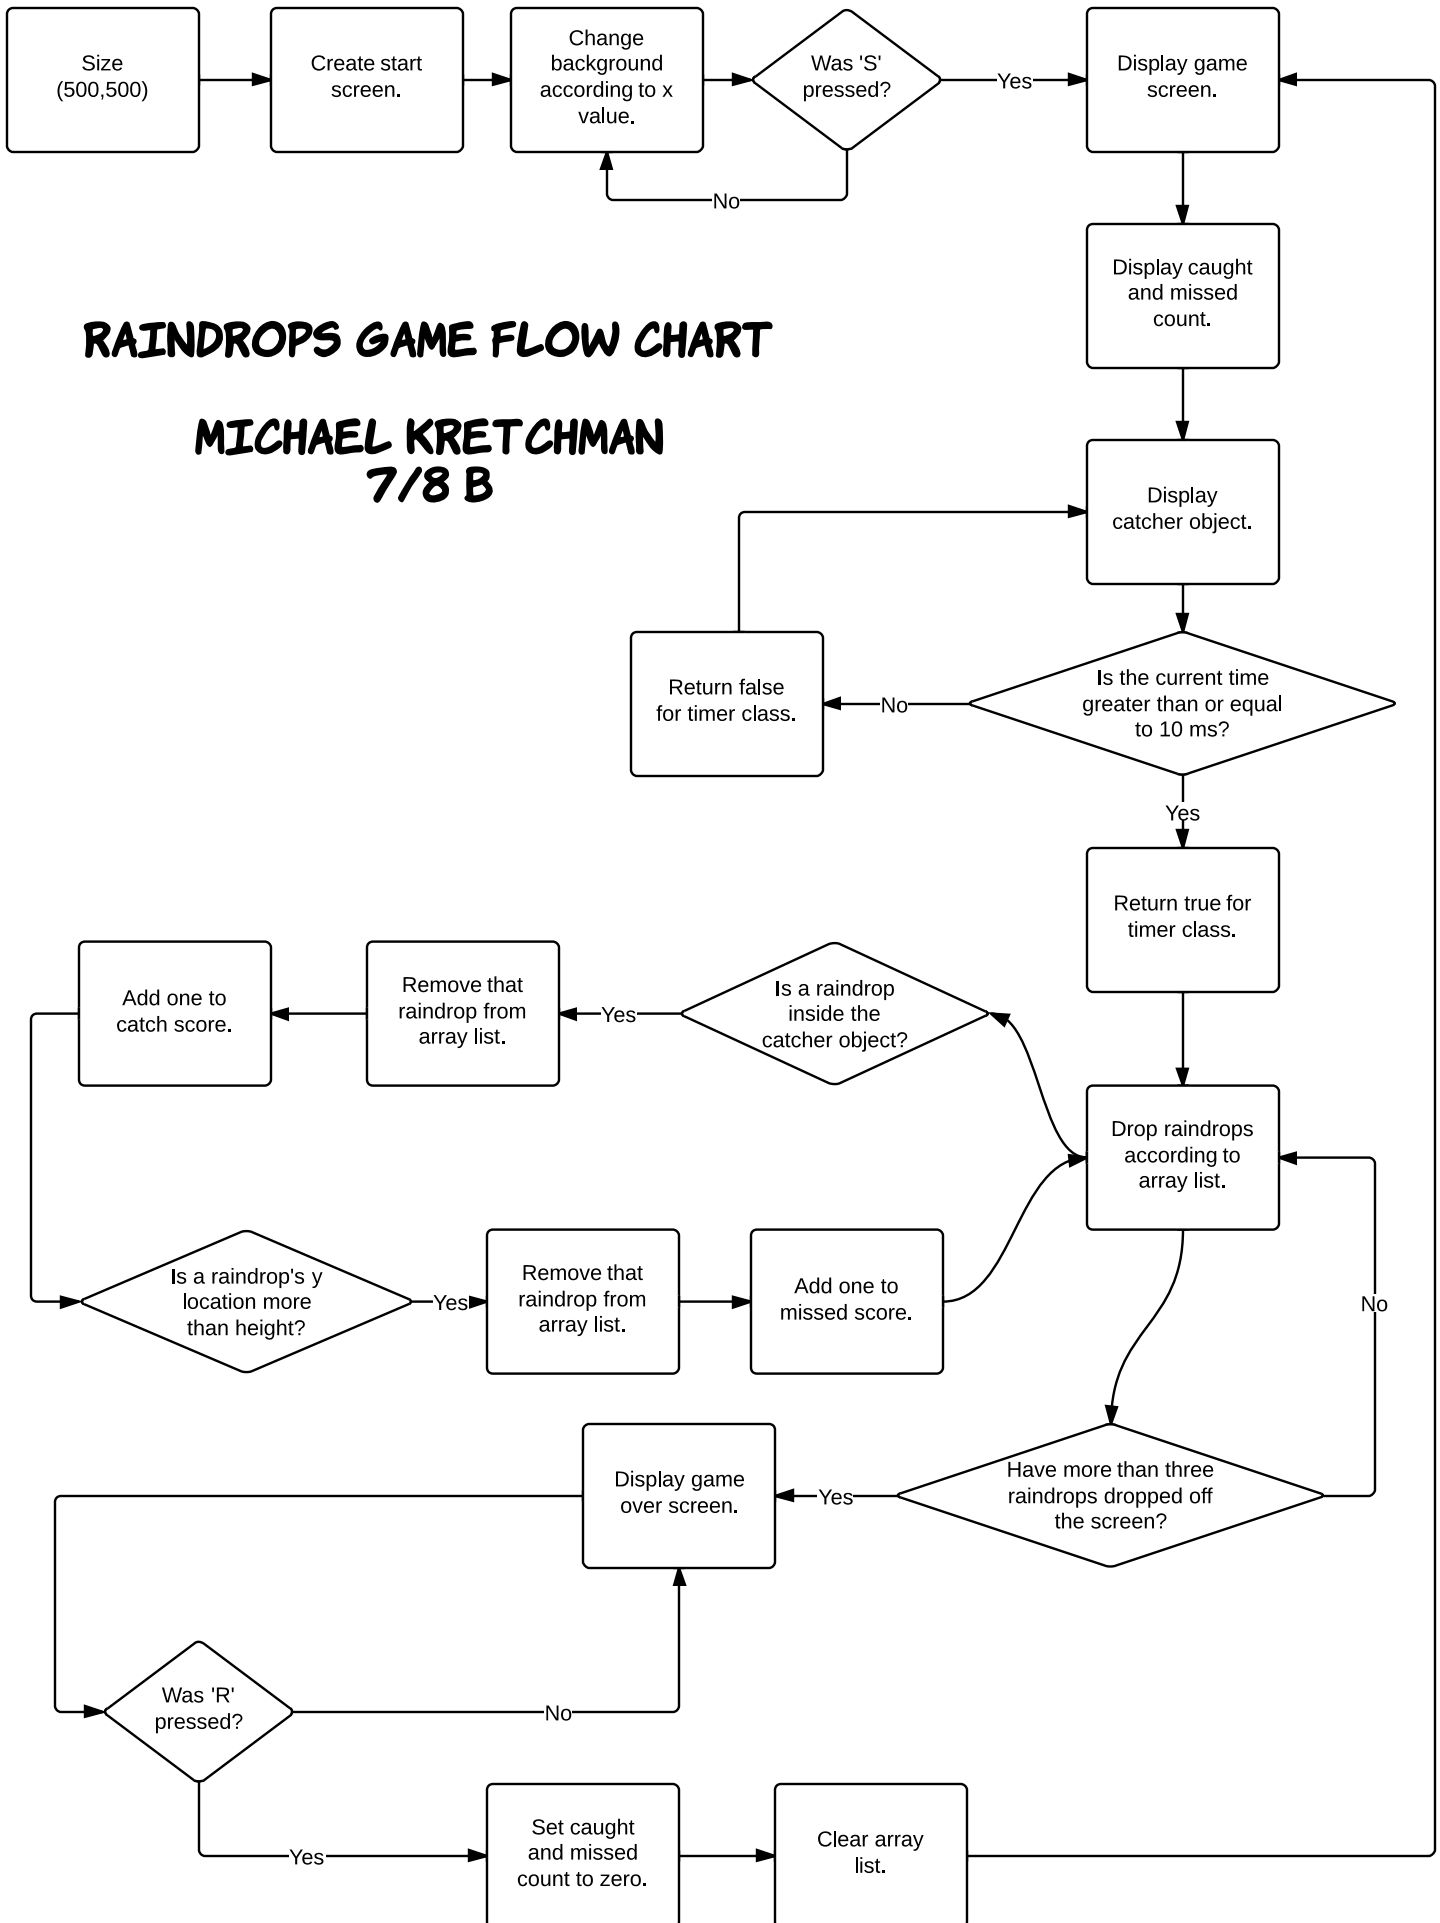 Size
(500,500)
Create start
screen.
Change
background
according to x
value.
Was 'S'
pressed?
Yes
Display game
screen.
No
Display caught
and missed
count.
RAINDROPS GAME FLOW CHART
MICHAEL KRETCHMAN
7/8 B
Display
catcher object.
Return false
for timer class.
No
Is the current time
greater than or equal
to 10 ms?
Yes
Return true for
timer class.
Add one to
catch score.
Remove that
raindrop from
array list.
Yes
Is a raindrop
inside the
catcher object?
Drop raindrops
according to
array list.
Is a raindrop's y
location more
than height?
Yes
Remove that
raindrop from
array list.
Add one to
missed score.
No
Display game
over screen.
Yes
Have more than three
raindrops dropped off
the screen?
Was 'R'
pressed?
No
Yes
Set caught
and missed
count to zero.
Clear array
list.